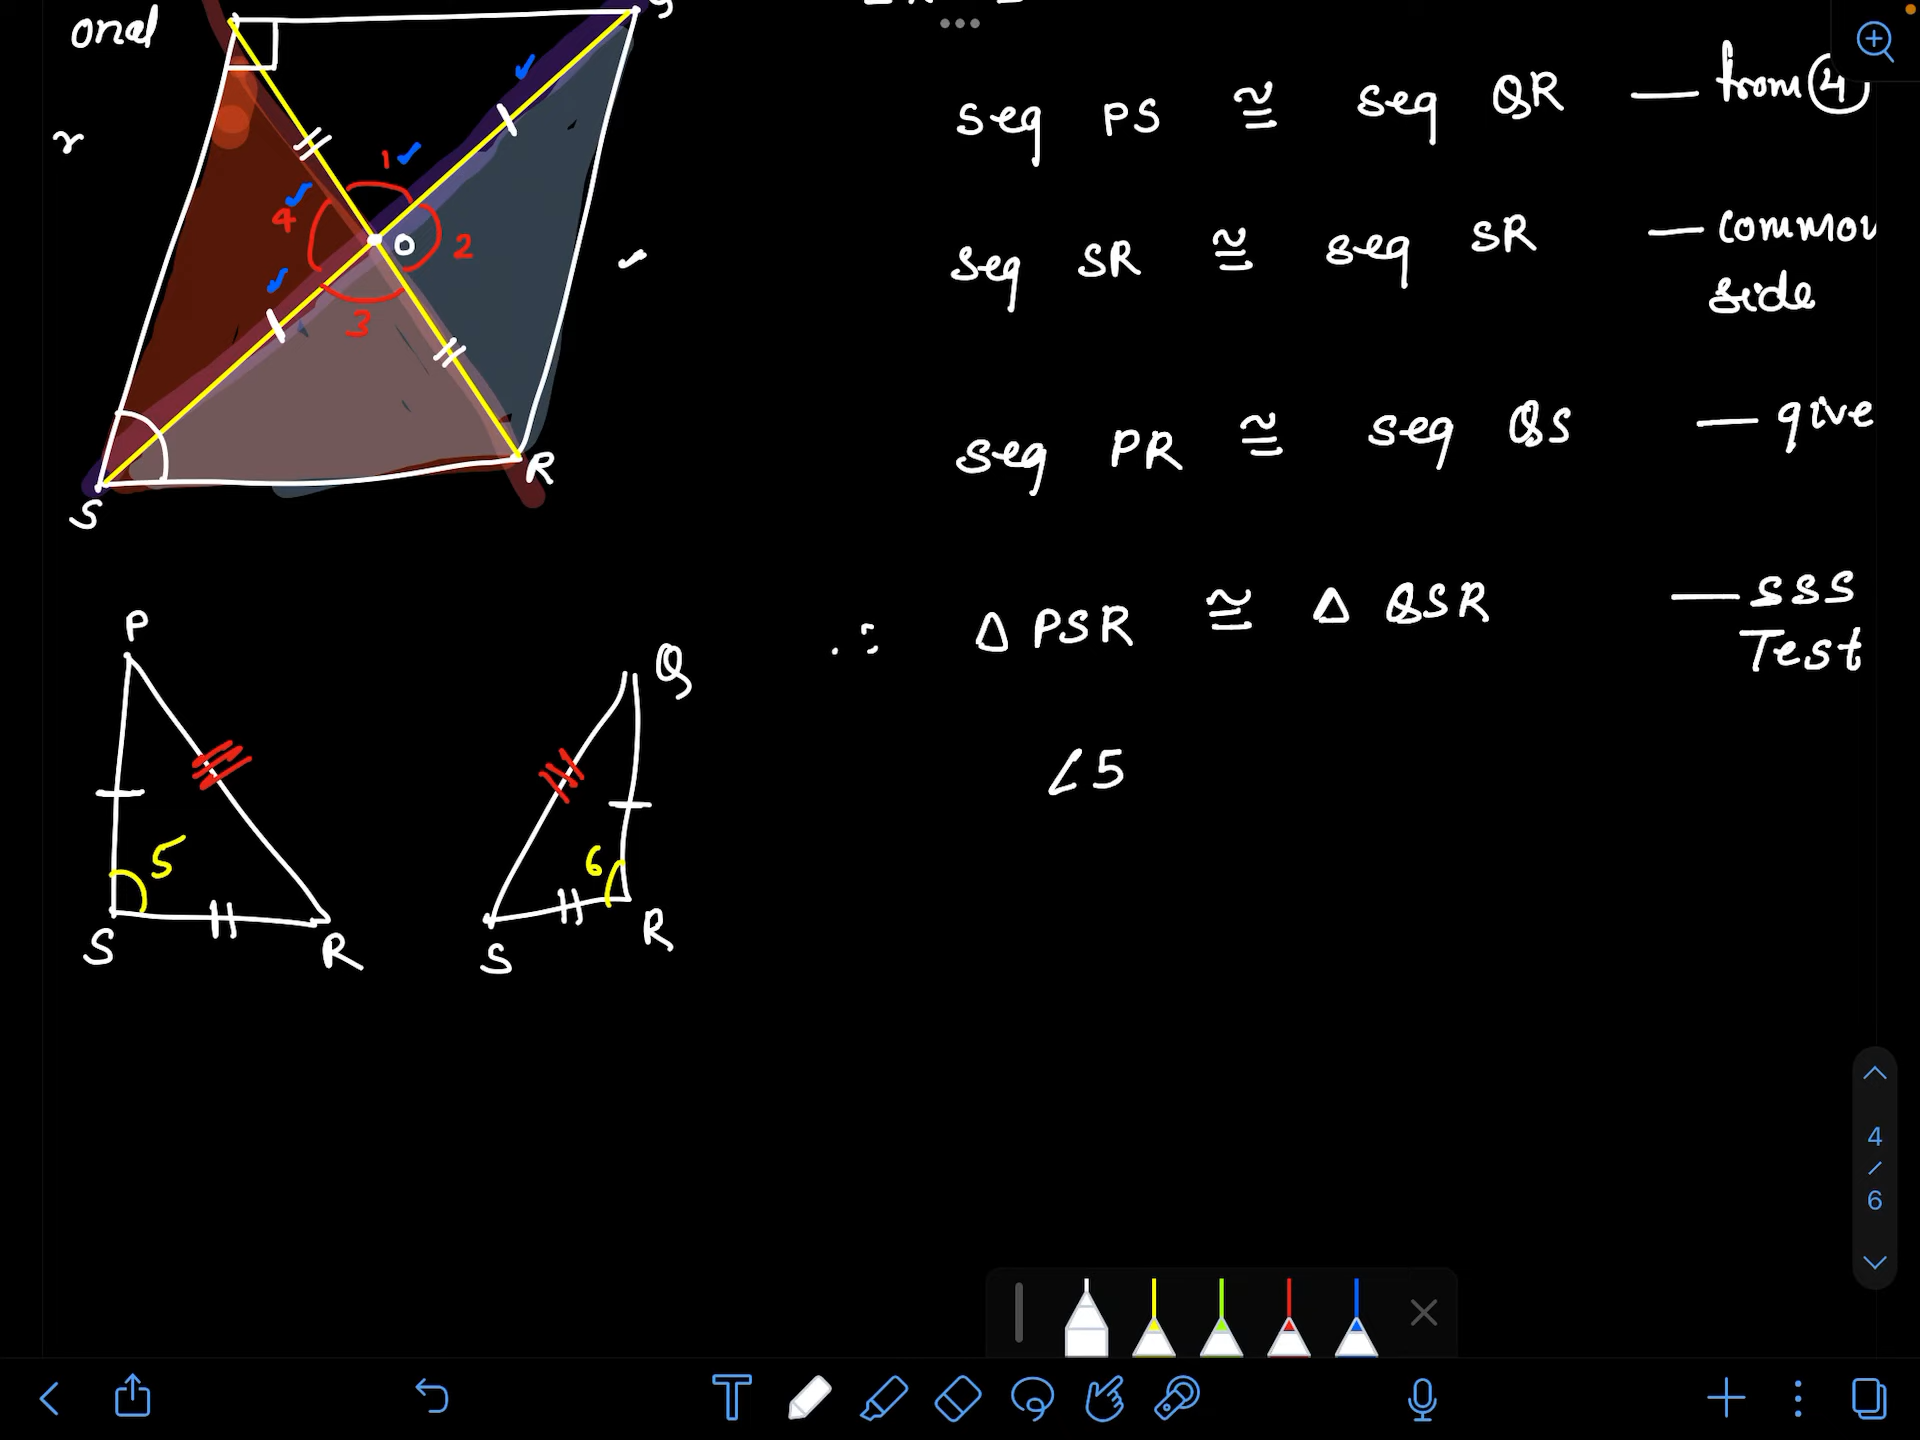 onal
r
1
4
O
2
3
R
S
seg PS ≅ seg QR — from ④
seg SR ≅ seg SR — common
side
seg PR ≅ seg QS — give
∴ Δ PSR ≅ Δ QSR — SSS
Test
∠5
P
5
S
R
Q
6
S
R
4
/
6